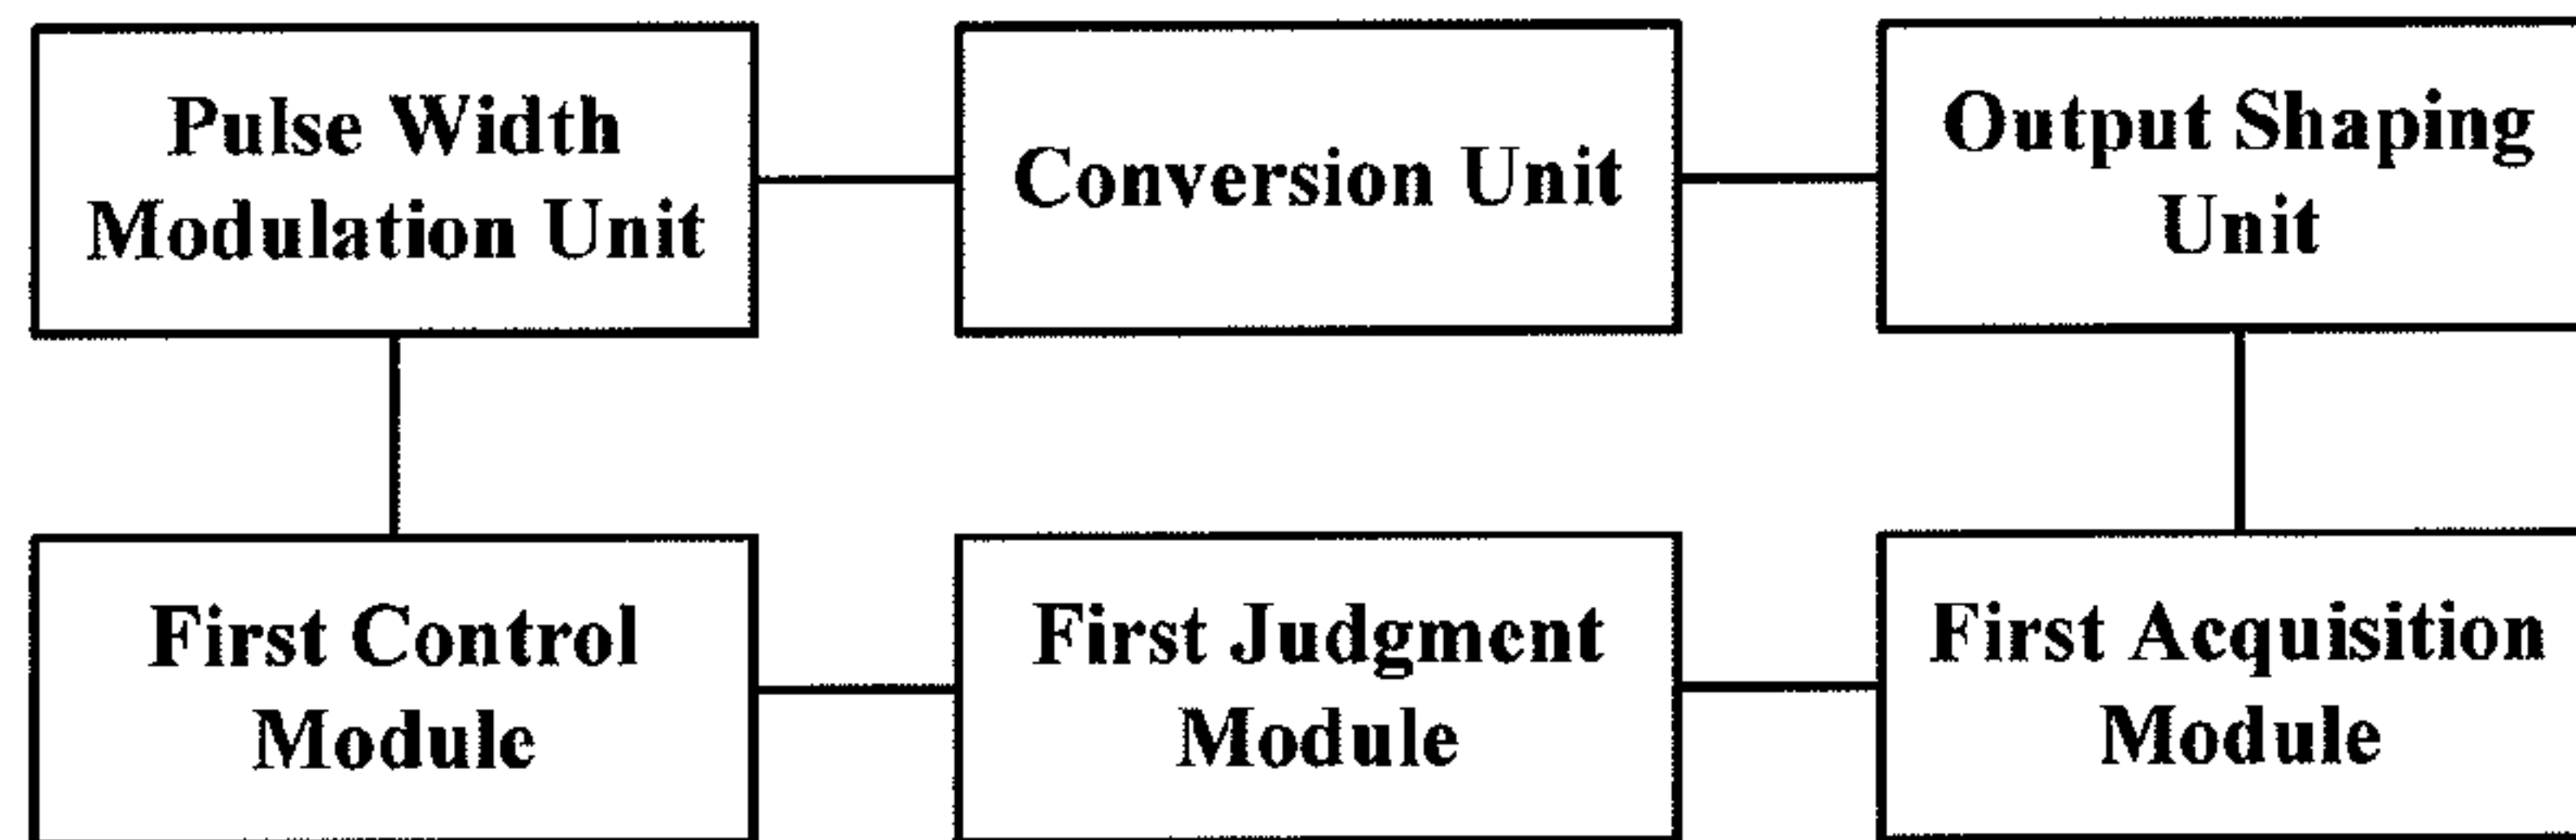 Pulse Width
Modulation Unit
Conversion Unit
Output Shaping
Unit
First Control
Module
First Judgment
Module
First Acquisition
Module